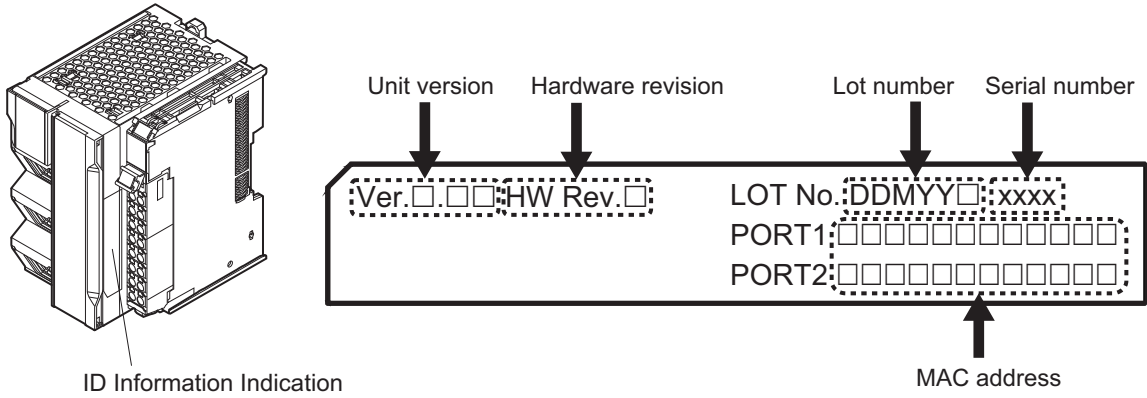 Unit version Hardware revision Lot number Serial number
Ver.□.□□ HW Rev.□ LOT No. DDMYY□ xxxx
PORT1 □□□□□□□□□□□□
PORT2 □□□□□□□□□□□□
ID Information Indication
MAC address